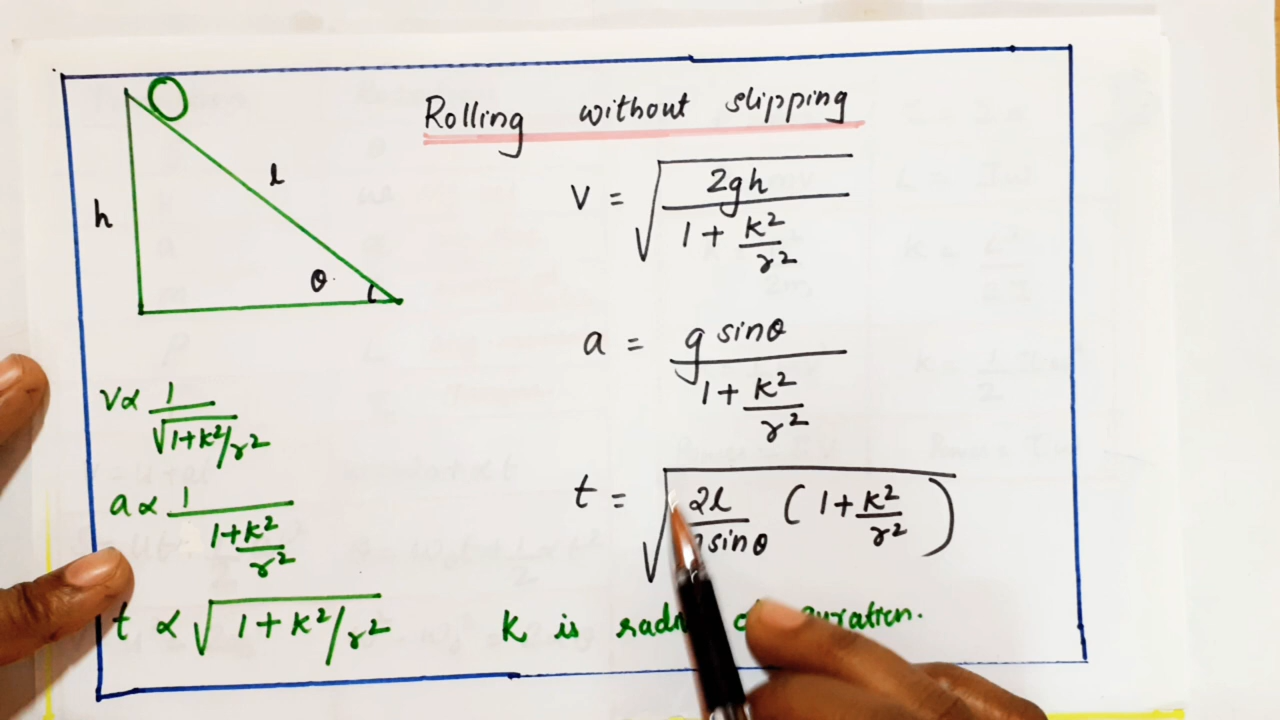 Rolling without slipping
h
l
θ
v = √(2gh / (1 + k²/r²))
a = g sinθ / (1 + k²/r²)
t = √(2l / sinθ (1 + k²/r²))
v ∝ 1 / √(1+k²/r²)
a ∝ 1 / (1+k²/r²)
t ∝ √(1+k²/r²)
k is